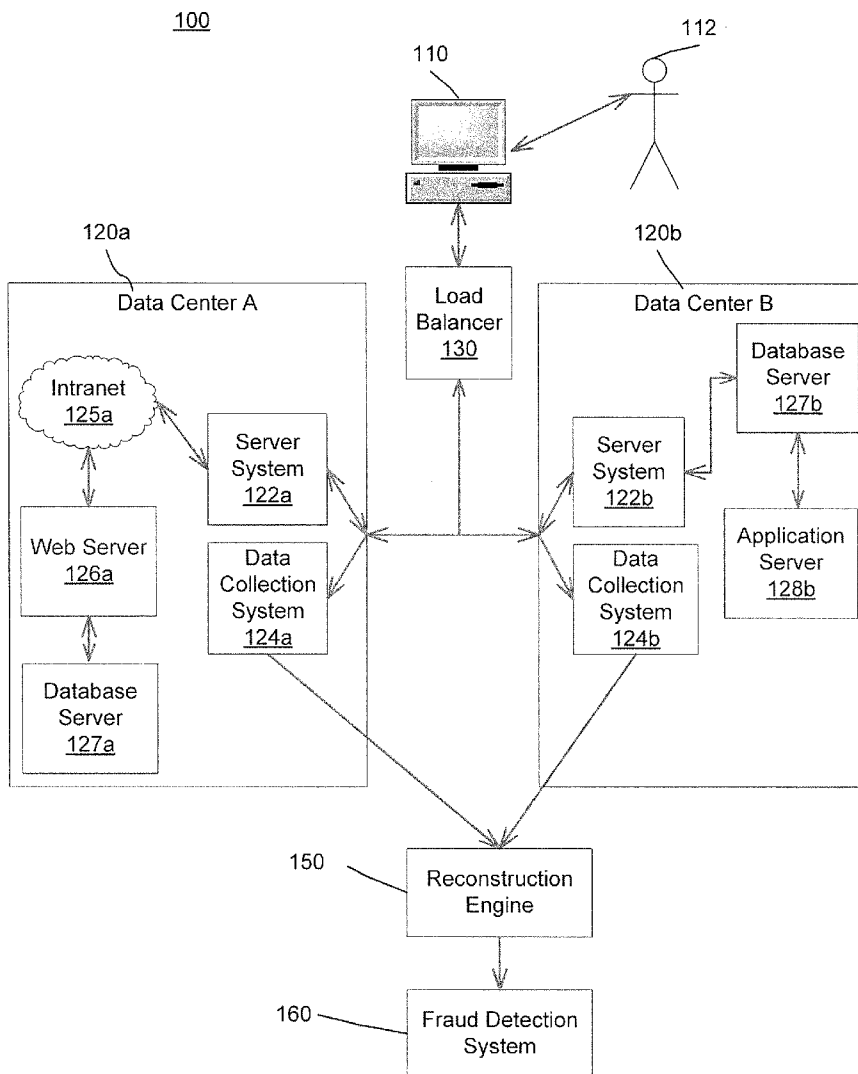 100
112
110
120a
120b
Data Center A
Load
Balancer
130
Data Center B
Intranet
125a
Server
System
122a
Web Server
126a
Data
Collection
System
124a
Database
Server
127a
Server
System
122b
Database
Server
127b
Data
Collection
System
124b
Application
Server
128b
150
Reconstruction
Engine
160
Fraud Detection
System